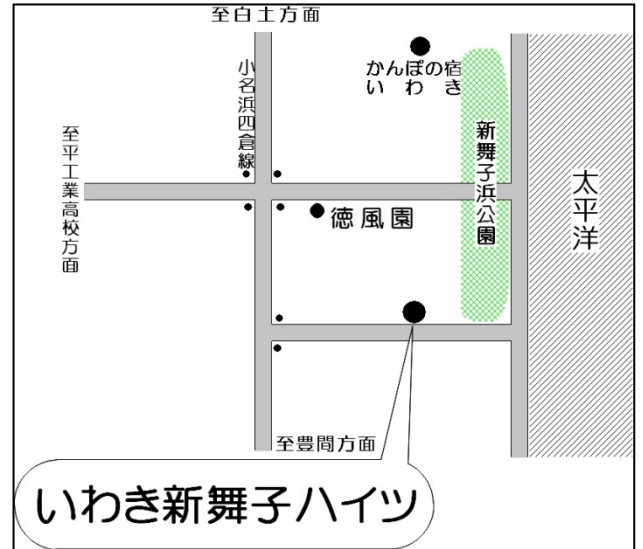 至白土方面
小名浜四倉線
かんぽの宿
いわき
至平工業高校方面
新舞子浜公園
太平洋
徳風園
至豊間方面
いわき新舞子ハイツ